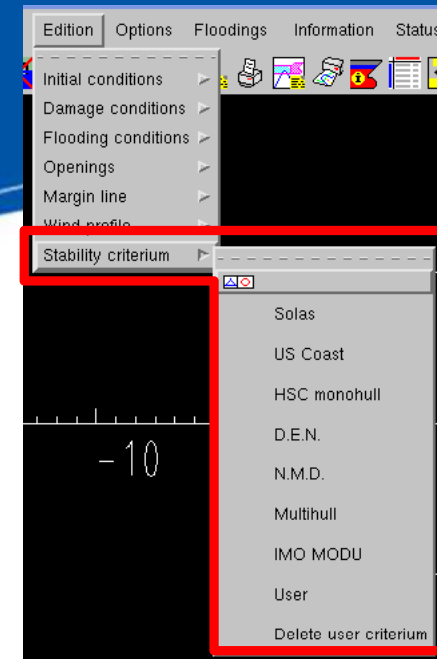 Edition Options Floodings Information Status
Initial conditions
Damage conditions
Flooding conditions
Openings
Margin line
Wind profile
Stability criterium
Solas
US Coast
HSC monohull
D.E.N.
N.M.D.
Multihull
IMO MODU
User
Delete user criterium
-10